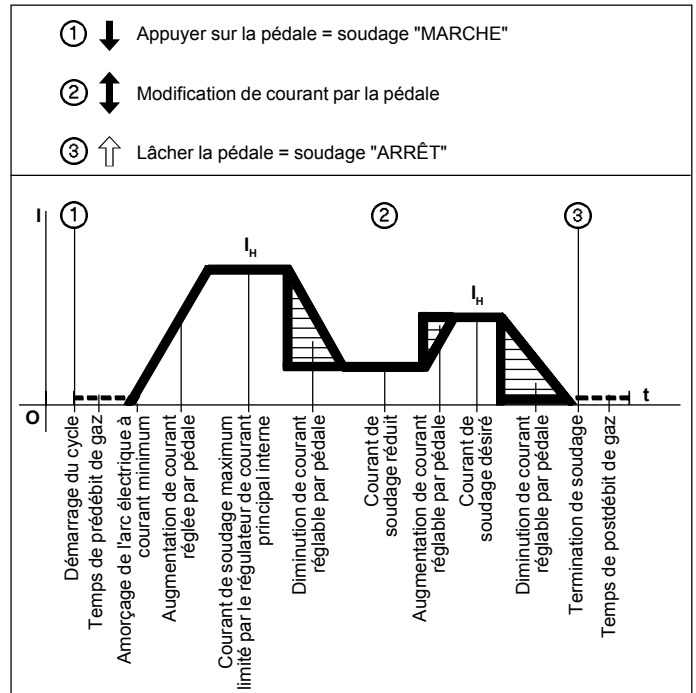 ① Appuyer sur la pédale = soudage "MARCHE"
② Modification de courant par la pédale
③ Lâcher la pédale = soudage "ARRÊT"
I
①
②
③
I_H
I_H
O
t
Démarrage du cycle
Temps de prédébit de gaz
Amorçage de l'arc électrique à
courant minimum
Augmentation de courant
réglée par pédale
Courant de soudage maximum
limité par le régulateur de courant
principal interne
Diminution de courant
réglable par pédale
Courant de
soudage réduit
Augmentation de courant
réglable par pédale
Courant de
soudage désiré
Diminution de courant
réglable par pédale
Termination de soudage
Temps de postdébit de gaz